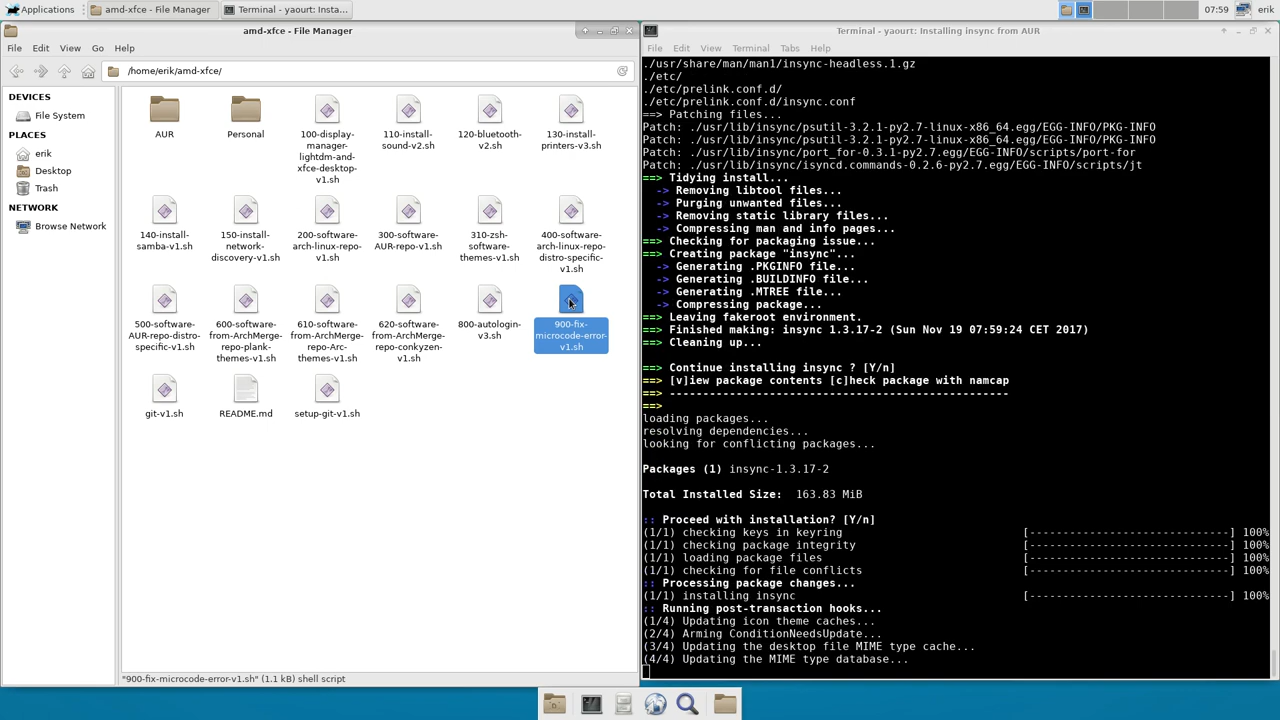 Applications
amd-xfce - File Manager
Terminal - yaourt: Insta...
07:59
erik
amd-xfce - File Manager
File Edit View Go Help
/home/erik/amd-xfce/
DEVICES
File System
PLACES
erik
Desktop
Trash
NETWORK
Browse Network
AUR
Personal
100-display-
manager-
lightdm-and-
xfce-desktop-
v1.sh
110-install-
sound-v2.sh
120-bluetooth-
v2.sh
130-install-
printers-v3.sh
140-install-
samba-v1.sh
150-install-
network-
discovery-v1.sh
200-software-
arch-linux-repo-
v1.sh
300-software-
AUR-repo-v1.sh
310-zsh-
software-
themes-v1.sh
400-software-
arch-linux-repo-
distro-specific-
v1.sh
500-software-
AUR-repo-distro-
specific-v1.sh
600-software-
from-ArchMerge-
repo-plank-
themes-v1.sh
610-software-
from-ArchMerge-
repo-Arc-
themes-v1.sh
620-software-
from-ArchMerge-
repo-conkyzen-
v1.sh
800-autologin-
v3.sh
900-fix-
microcode-error-
v1.sh
git-v1.sh
README.md
setup-git-v1.sh
"900-fix-microcode-error-v1.sh" (1.1 kB) shell script
Terminal - yaourt: Installing insync from AUR
File Edit View Terminal Tabs Help
./usr/share/man/man1/insync-headless.1.gz
./etc/
./etc/prelink.conf.d/
./etc/prelink.conf.d/insync.conf
==> Patching files...
Patch: ./usr/lib/insync/psutil-3.2.1-py2.7-linux-x86_64.egg/EGG-INFO/PKG-INFO
Patch: ./usr/lib/insync/psutil-3.2.1-py2.7-linux-x86_64.egg/EGG-INFO/PKG-INFO
Patch: ./usr/lib/insync/port_for-0.3.1-py2.7.egg/EGG-INFO/scripts/port-for
Patch: ./usr/lib/insync/isyncd.commands-0.2.6-py2.7.egg/EGG-INFO/scripts/jt
==> Tidying install...
-> Removing libtool files...
-> Purging unwanted files...
-> Removing static library files...
-> Compressing man and info pages...
==> Checking for packaging issue...
==> Creating package "insync"...
-> Generating .PKGINFO file...
-> Generating .BUILDINFO file...
-> Generating .MTREE file...
-> Compressing package...
==> Leaving fakeroot environment.
==> Finished making: insync 1.3.17-2 (Sun Nov 19 07:59:24 CET 2017)
==> Cleaning up...
==> Continue installing insync ? [Y/n]
==> [v]iew package contents [c]heck package with namcap
==> ---------------------------------------------------
==>
loading packages...
resolving dependencies...
looking for conflicting packages...
Packages (1) insync-1.3.17-2
Total Installed Size: 163.83 MiB
:: Proceed with installation? [Y/n]
(1/1) checking keys in keyring [------------------------------] 100%
(1/1) checking package integrity [------------------------------] 100%
(1/1) loading package files [------------------------------] 100%
(1/1) checking for file conflicts [------------------------------] 100%
:: Processing package changes...
(1/1) installing insync [------------------------------] 100%
:: Running post-transaction hooks...
(1/4) Updating icon theme caches...
(2/4) Arming ConditionNeedsUpdate...
(3/4) Updating the desktop file MIME type cache...
(4/4) Updating the MIME type database...